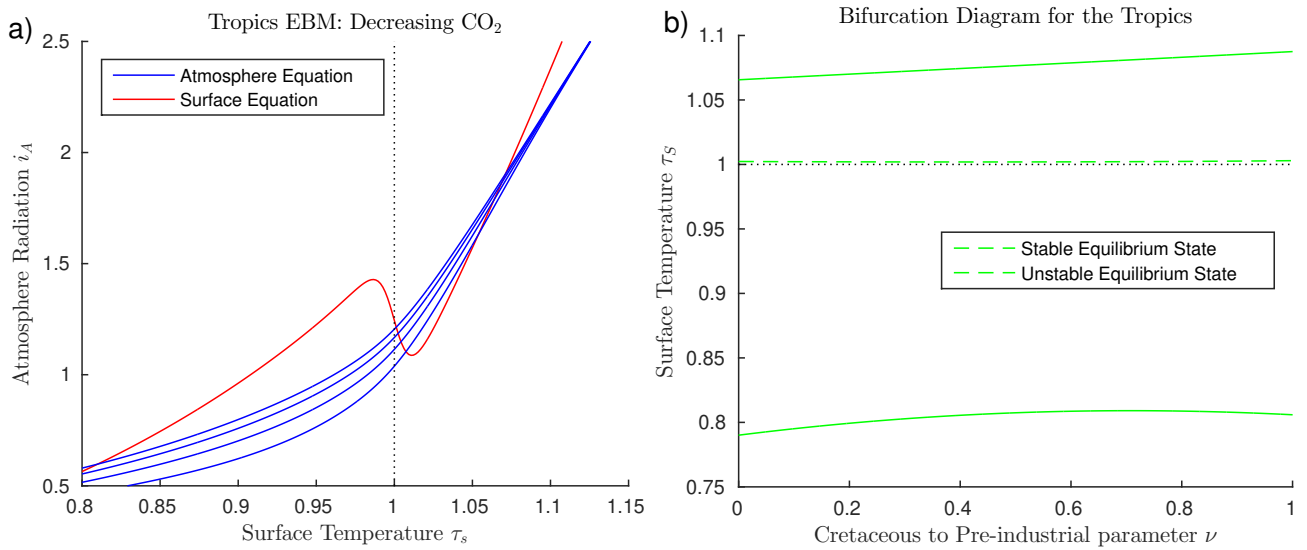 a)
Tropics EBM: Decreasing CO₂
2.5
2
1.5
1
0.5
Atmosphere Radiation i_A
Atmosphere Equation
Surface Equation
0.8 0.85 0.9 0.95 1 1.05 1.1 1.15
Surface Temperature τ_s
b)
Bifurcation Diagram for the Tropics
1.1
1.05
1
0.95
0.9
0.85
0.8
0.75
Surface Temperature τ_S
Stable Equilibrium State
Unstable Equilibrium State
0 0.2 0.4 0.6 0.8 1
Cretaceous to Pre-industrial parameter ν